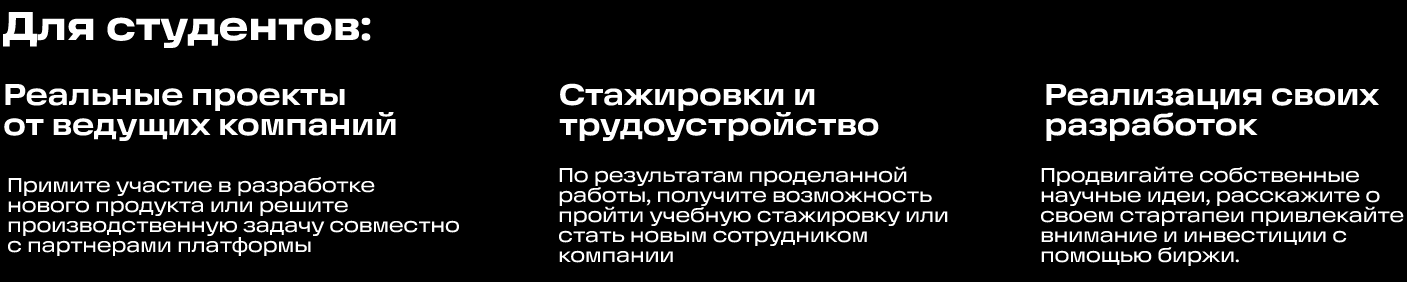 Для студентов:
Реальные проекты
от ведущих компаний
Примите участие в разработке
нового продукта или решите
производственную задачу совместно
с партнерами платформы
Стажировки и
трудоустройство
По результатам проделанной
работы, получите возможность
пройти учебную стажировку или
стать новым сотрудником
компании
Реализация своих
разработок
Продвигайте собственные
научные идеи, расскажите о
своем стартапеи привлекайте
внимание и инвестиции с
помощью биржи.